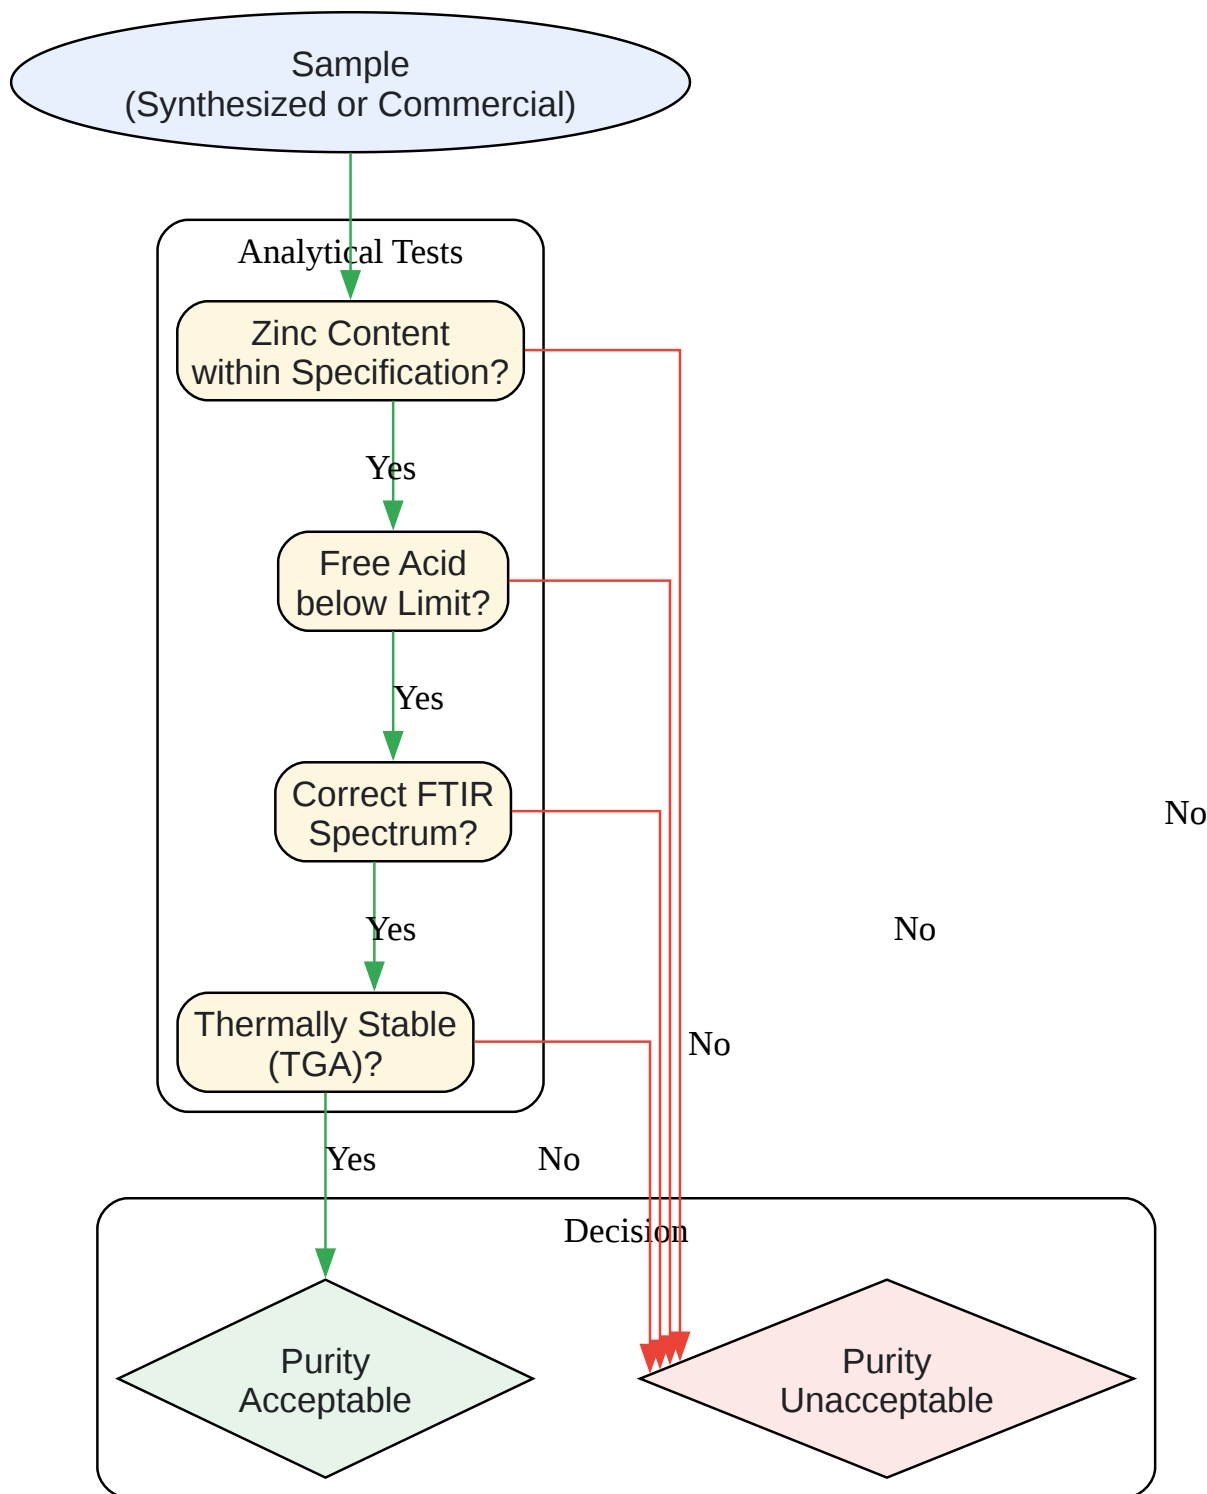 Sample
(Synthesized or Commercial)
Analytical Tests
Zinc Content
within Specification?
Yes
Free Acid
below Limit?
Yes
Correct FTIR
Spectrum?
No
Yes
No
Thermally Stable
(TGA)?
No
Yes
No
Decision
Purity
Acceptable
Purity
Unacceptable